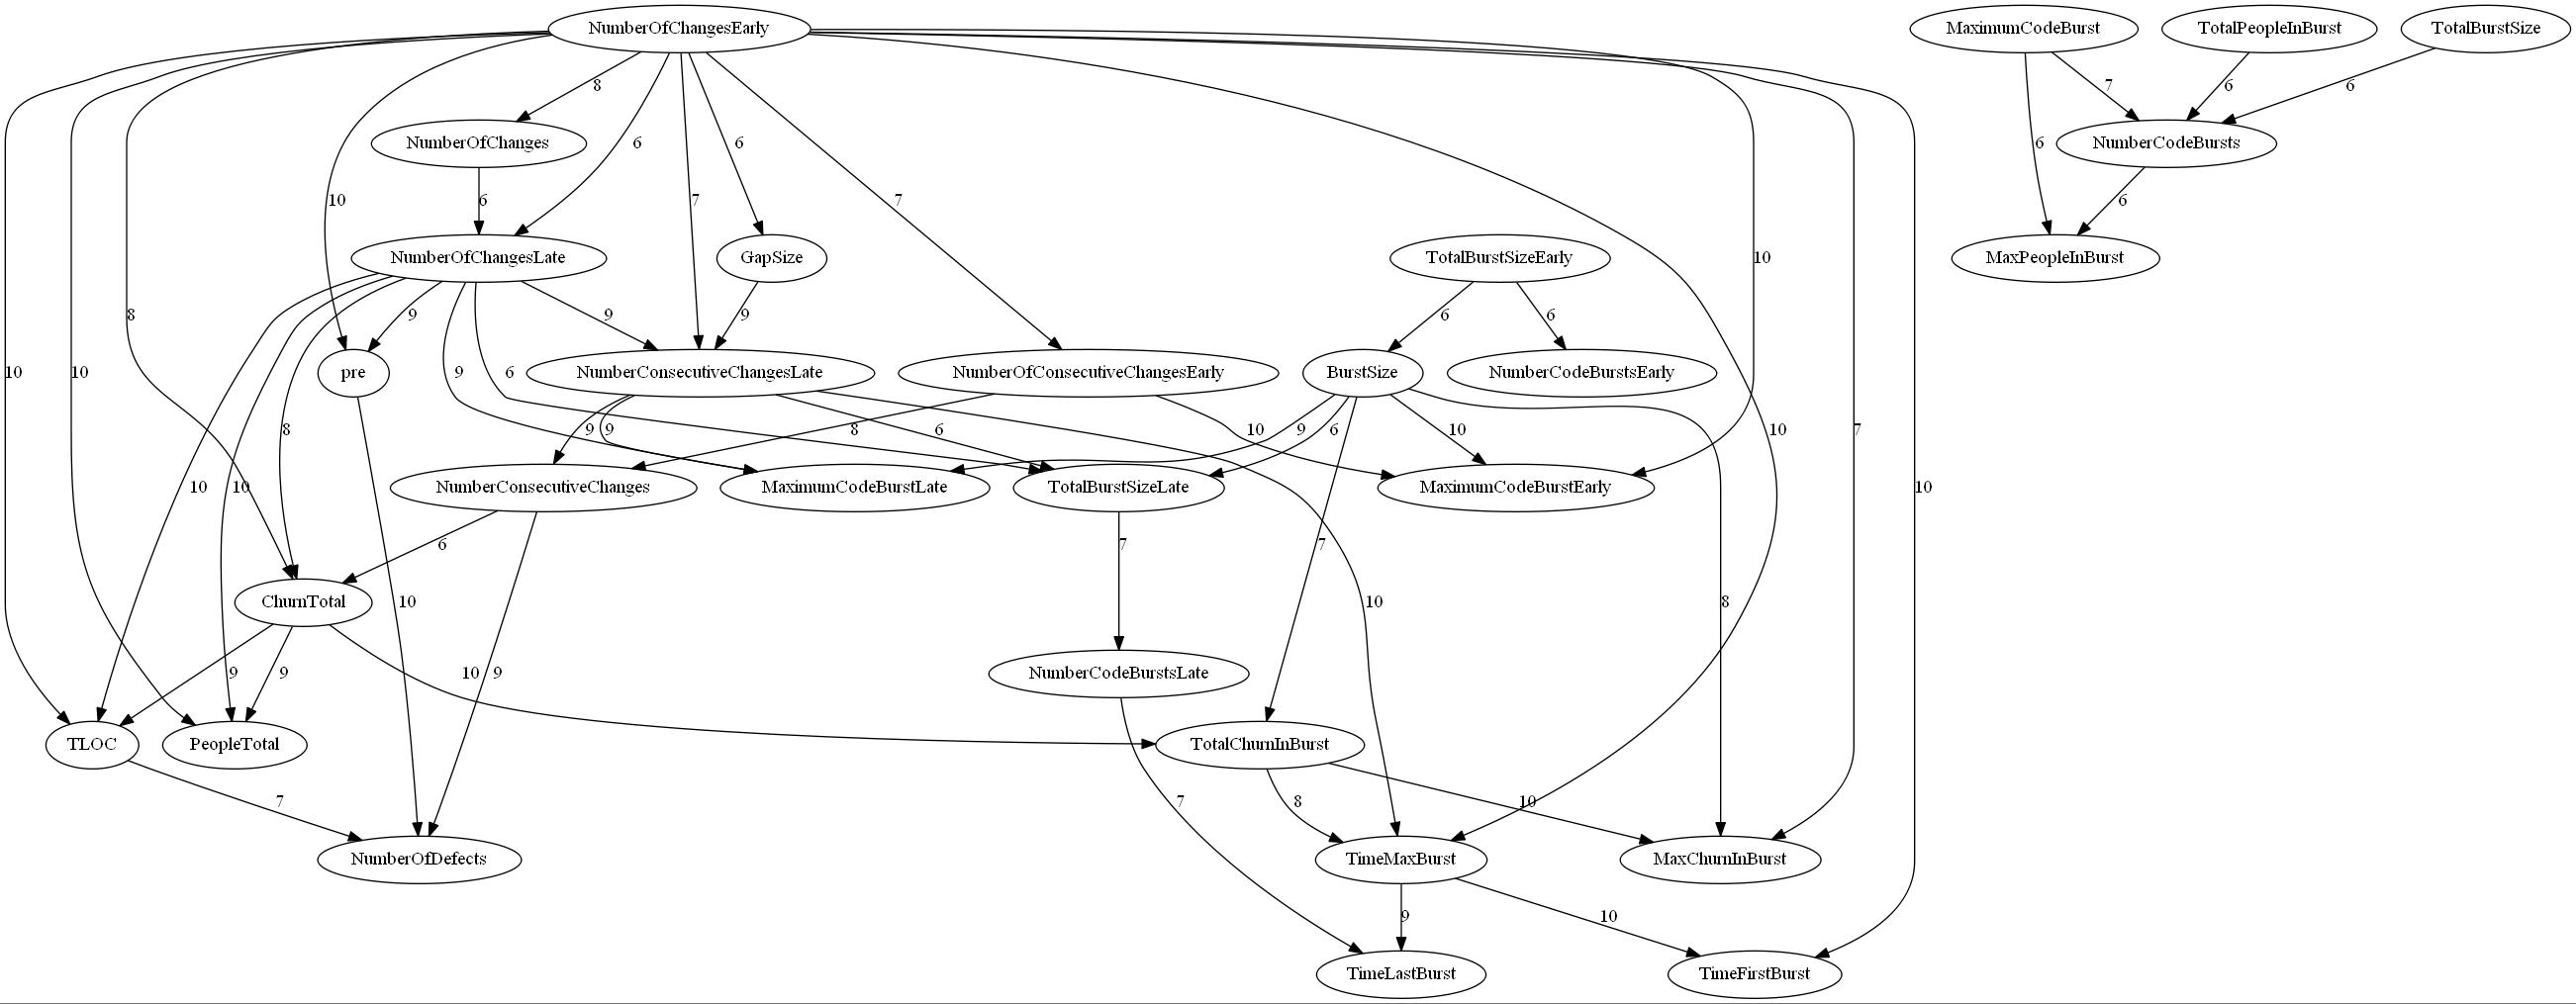 NumberOfChangesEarly
MaximumCodeBurst
TotalPeopleInBurst
TotalBurstSize
8
7
6
6
NumberOfChanges
6
6
NumberCodeBursts
10
6
7
7
6
6
NumberOfChangesLate
GapSize
10
TotalBurstSizeEarly
MaxPeopleInBurst
8
9
9
9
6
6
10
10
pre
NumberConsecutiveChangesLate
NumberOfConsecutiveChangesEarly
BurstSize
NumberCodeBurstsEarly
9
6
8
9
9
8
6
10
9
6
10
10
7
10
10
NumberConsecutiveChanges
MaximumCodeBurstLate
TotalBurstSizeLate
MaximumCodeBurstEarly
10
6
7
7
ChurnTotal
10
10
8
9
9
10
9
NumberCodeBurstsLate
TLOC
PeopleTotal
TotalChurnInBurst
7
7
8
10
NumberOfDefects
TimeMaxBurst
MaxChurnInBurst
9
10
TimeLastBurst
TimeFirstBurst